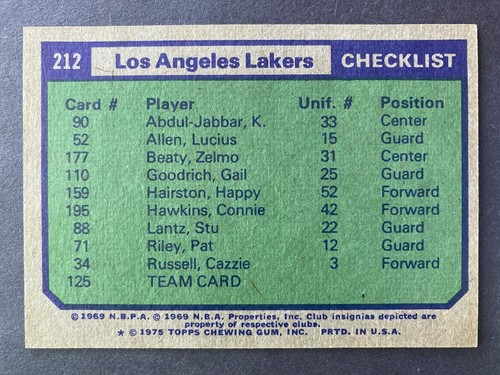 212 Los Angeles Lakers CHECKLIST
Card # Player Unif. # Position
90 Abdul-Jabbar, K. 33 Center
52 Allen, Lucius 15 Guard
177 Beaty, Zelmo 31 Center
110 Goodrich, Gail 25 Guard
159 Hairston, Happy 52 Forward
195 Hawkins, Connie 42 Forward
88 Lantz, Stu 22 Guard
71 Riley, Pat 12 Guard
34 Russell, Cazzie 3 Forward
125 TEAM CARD
© 1969 N.B.P.A. © 1969 N.B.A. Properties, Inc. Club insignias depicted are
property of respective clubs.
* © 1975 TOPPS CHEWING GUM, INC. PRTD. IN U.S.A.